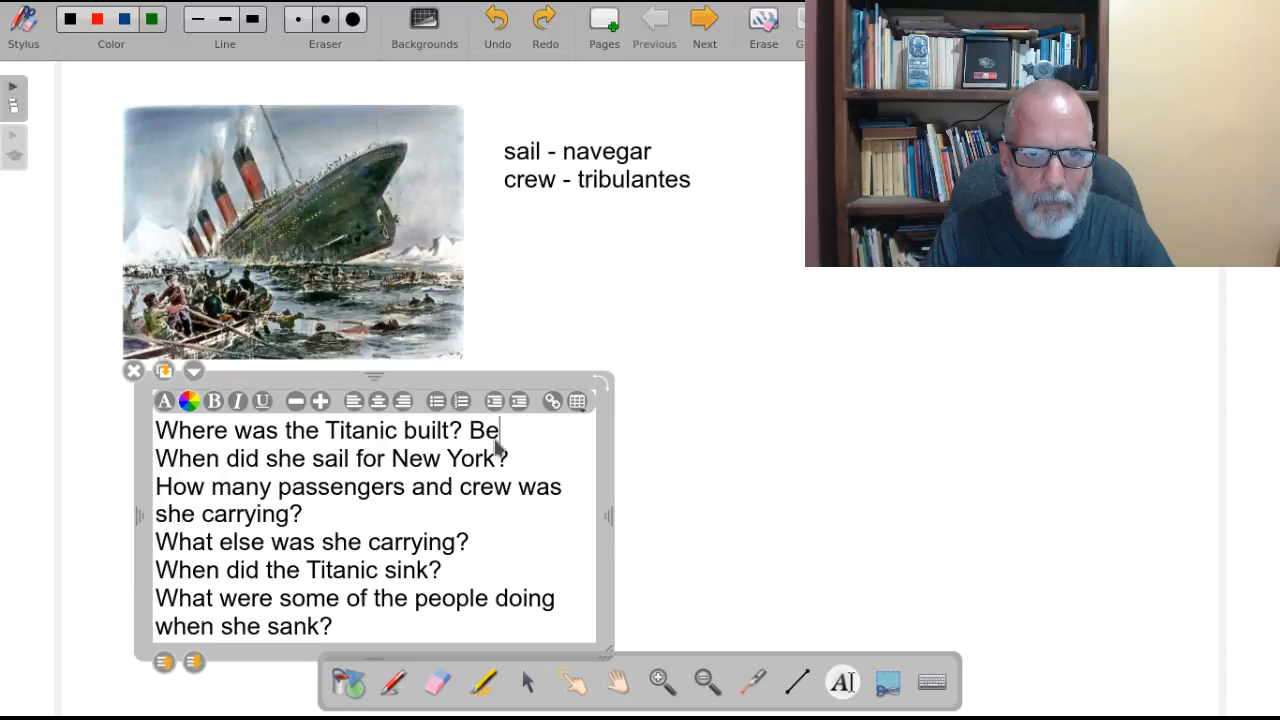 Stylus
Color
Line
Eraser
Backgrounds
Undo
Redo
Pages
Previous
Next
Erase
sail - navegar
crew - tribulantes
A
B
I
U
Where was the Titanic built? Be
When did she sail for New York?
How many passengers and crew was
she carrying?
What else was she carrying?
When did the Titanic sink?
What were some of the people doing
when she sank?
AI